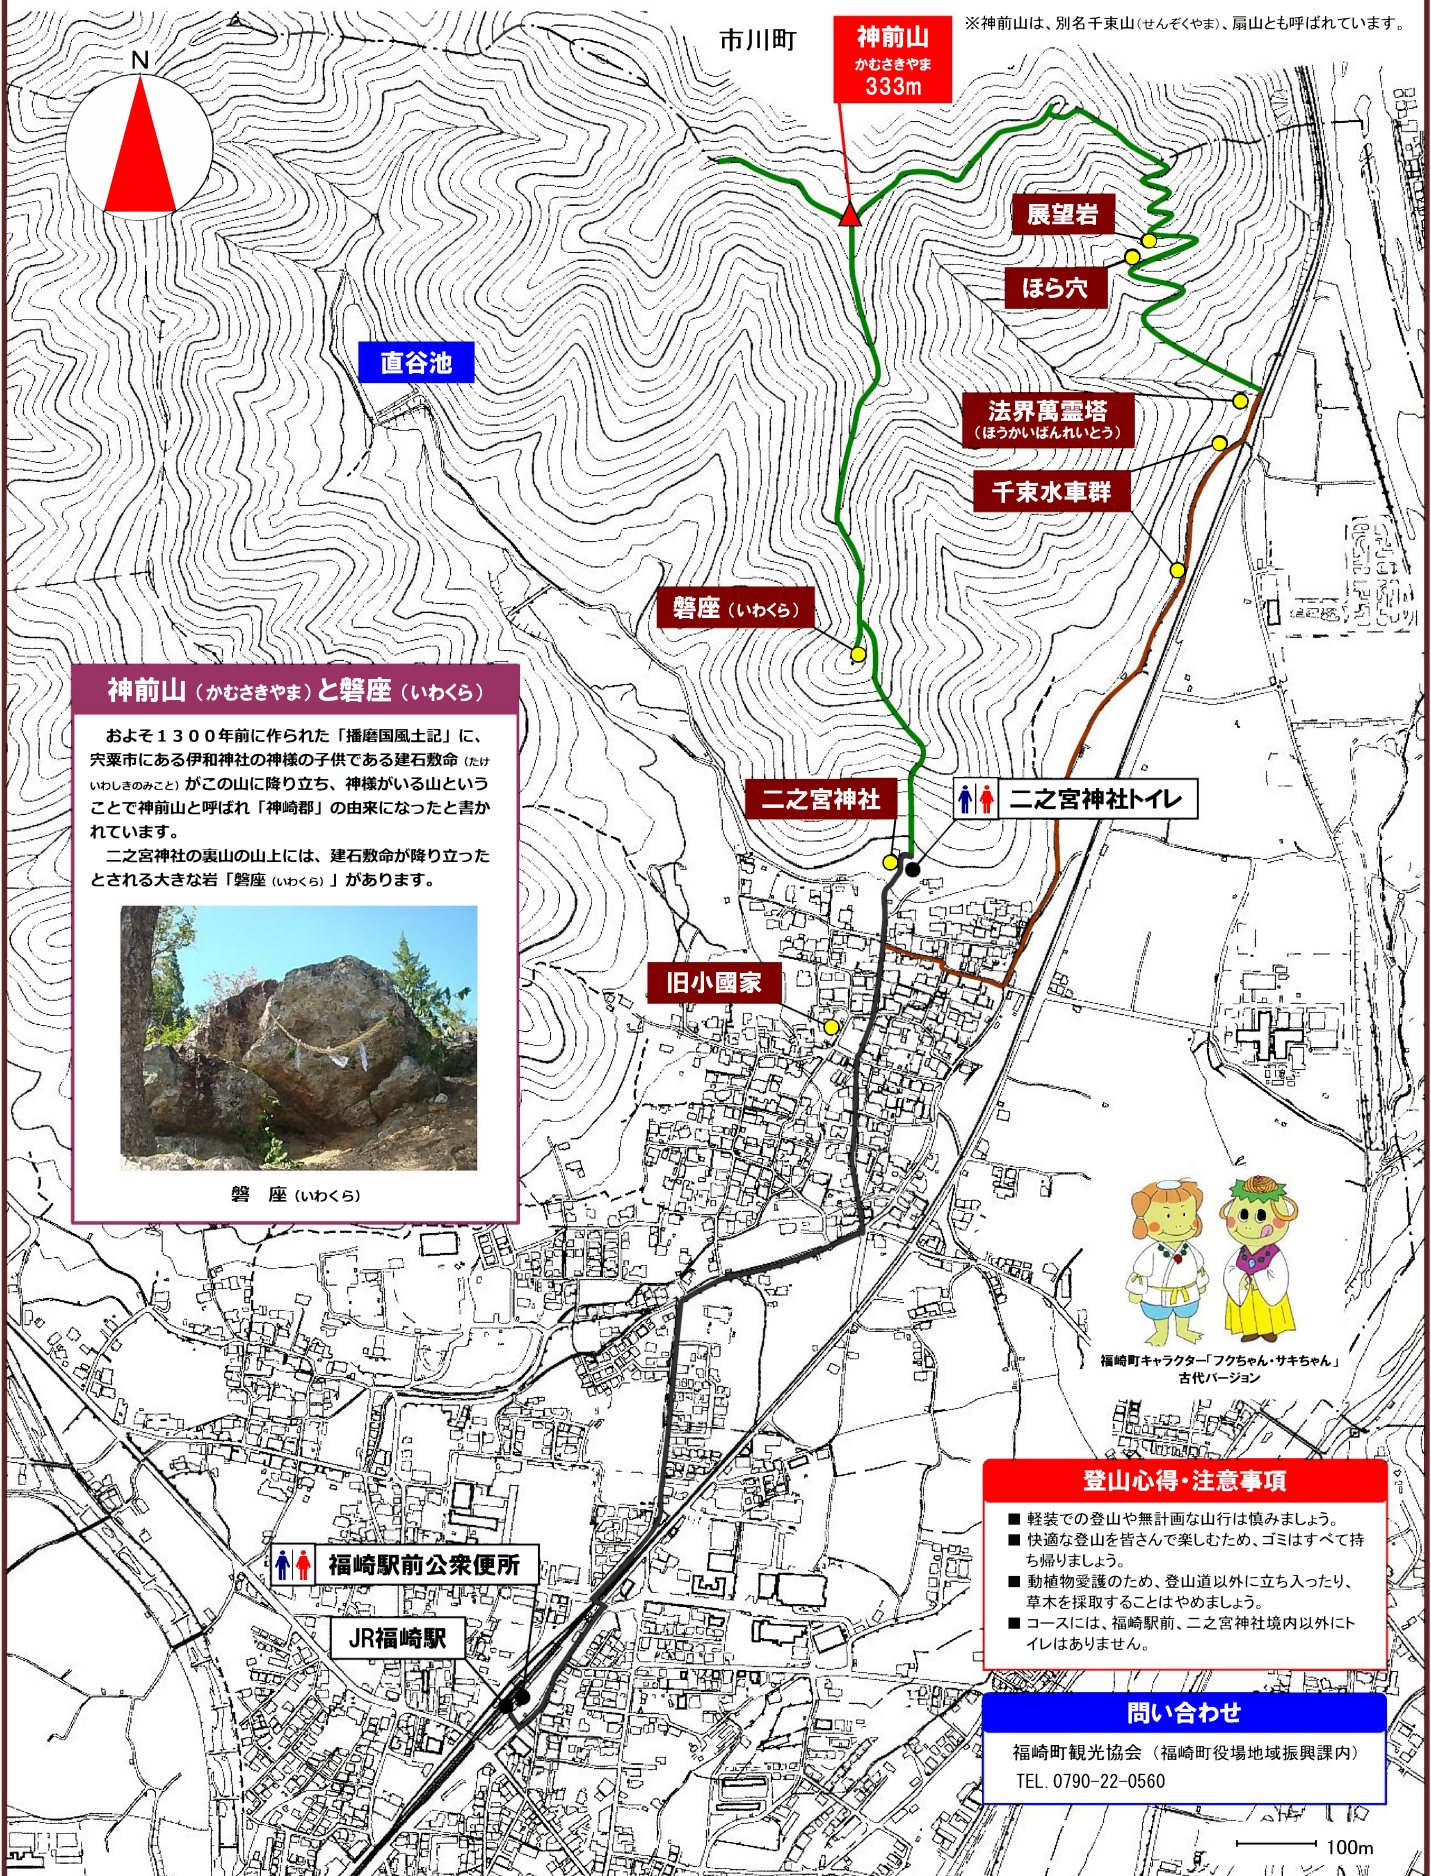 ※神前山は、別名千束山(せんぞくやま)、扇山とも呼ばれています。
市川町
神前山
かむさきやま
333m
N
展望岩
ほら穴
直谷池
法界萬霊塔
(ほうかいばんれいとう)
千束水車群
磐座（いわくら）
神前山（かむさきやま）と磐座（いわくら）
およそ１３００年前に作られた「播磨国風土記」に、
宍粟市にある伊和神社の神様の子供である建石敷命（たけ
いわしきのみこと）がこの山に降り立ち、神様がいる山という
ことで神前山と呼ばれ「神崎郡」の由来になったと書か
れています。
二之宮神社の裏山の山上には、建石敷命が降り立った
とされる大きな岩「磐座（いわくら）」があります。
磐　座（いわくら）
二之宮神社
二之宮神社トイレ
旧小國家
福崎町キャラクター「フクちゃん・サキちゃん」
古代バージョン
福崎駅前公衆便所
JR福崎駅
登山心得・注意事項
■ 軽装での登山や無計画な山行は慎みましょう。
■ 快適な登山を皆さんで楽しむため、ゴミはすべて持
ち帰りましょう。
■ 動植物愛護のため、登山道以外に立ち入ったり、
草木を採取することはやめましょう。
■ コースには、福崎駅前、二之宮神社境内以外にト
イレはありません。
問い合わせ
福崎町観光協会（福崎町役場地域振興課内）
TEL. 0790-22-0560
100m